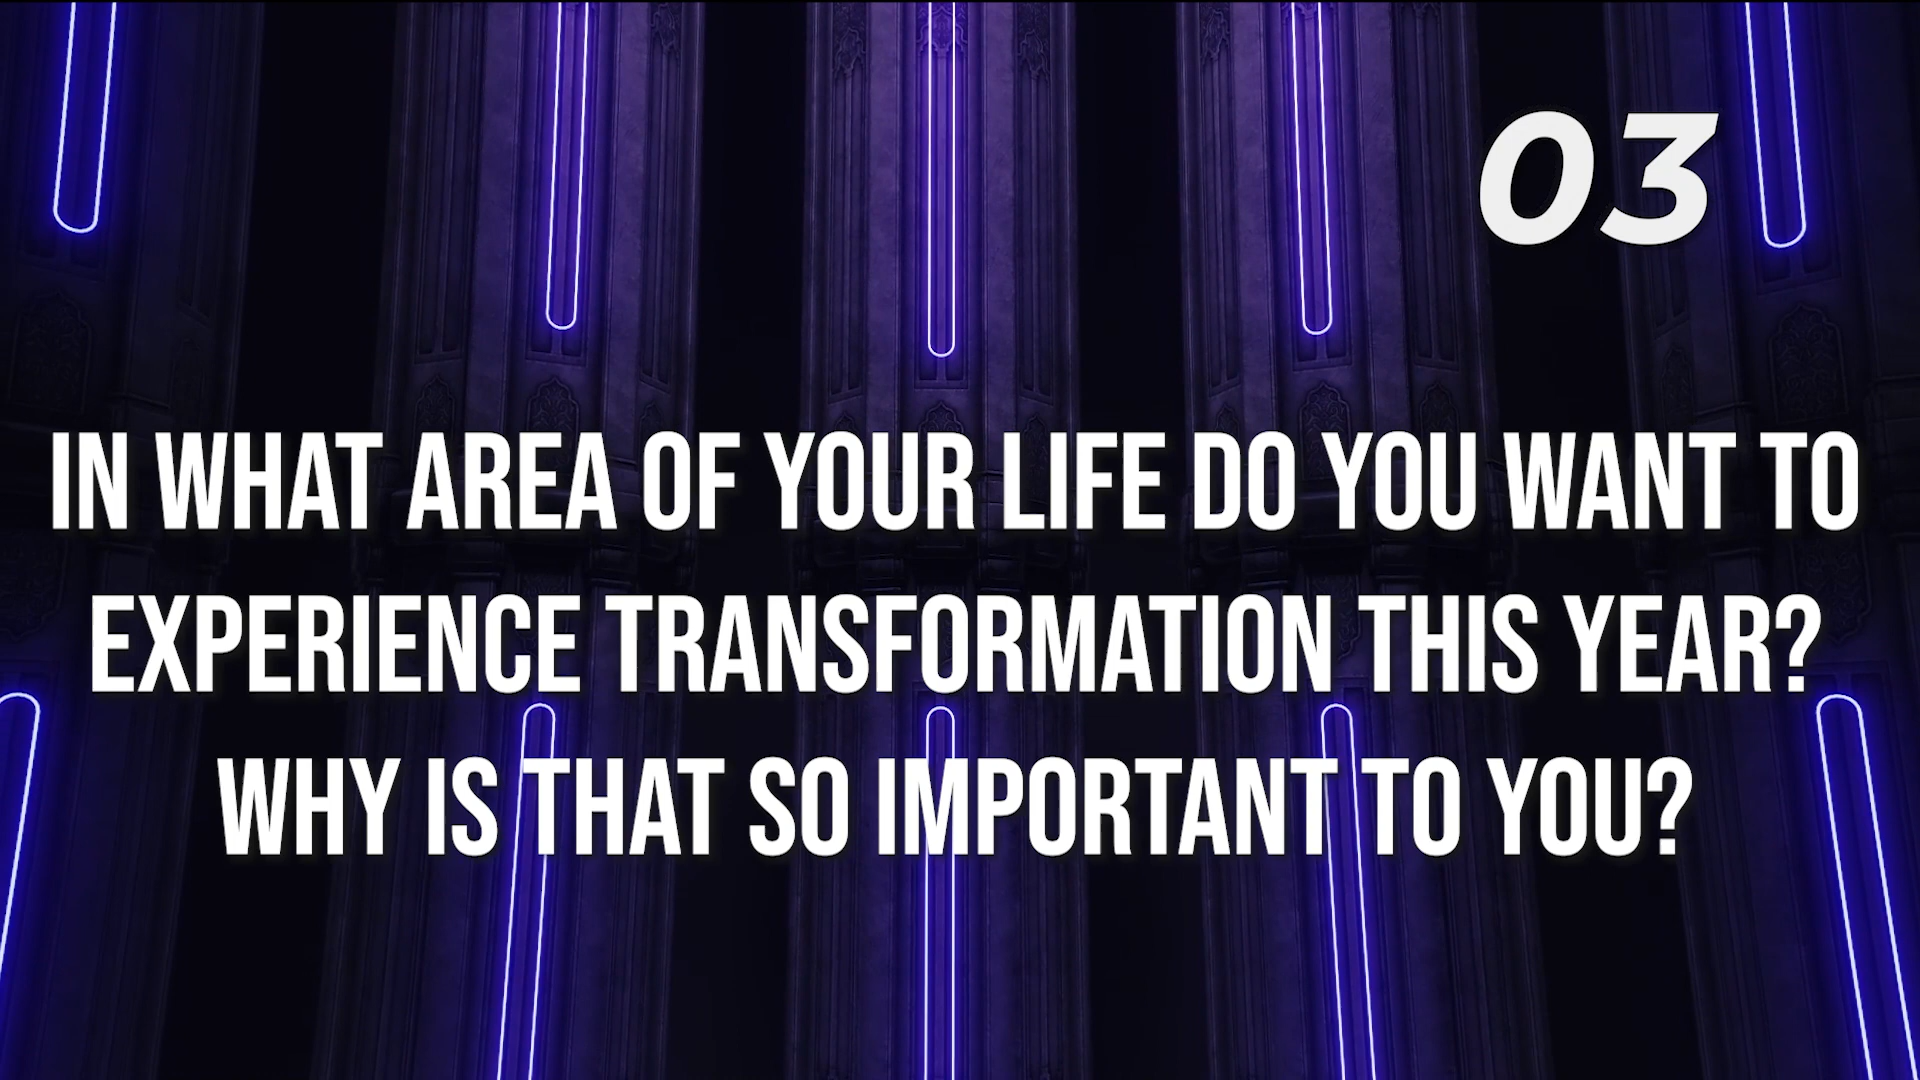 03
IN WHAT AREA OF YOUR LIFE DO YOU WANT TO
EXPERIENCE TRANSFORMATION THIS YEAR?
WHY IS THAT SO IMPORTANT TO YOU?